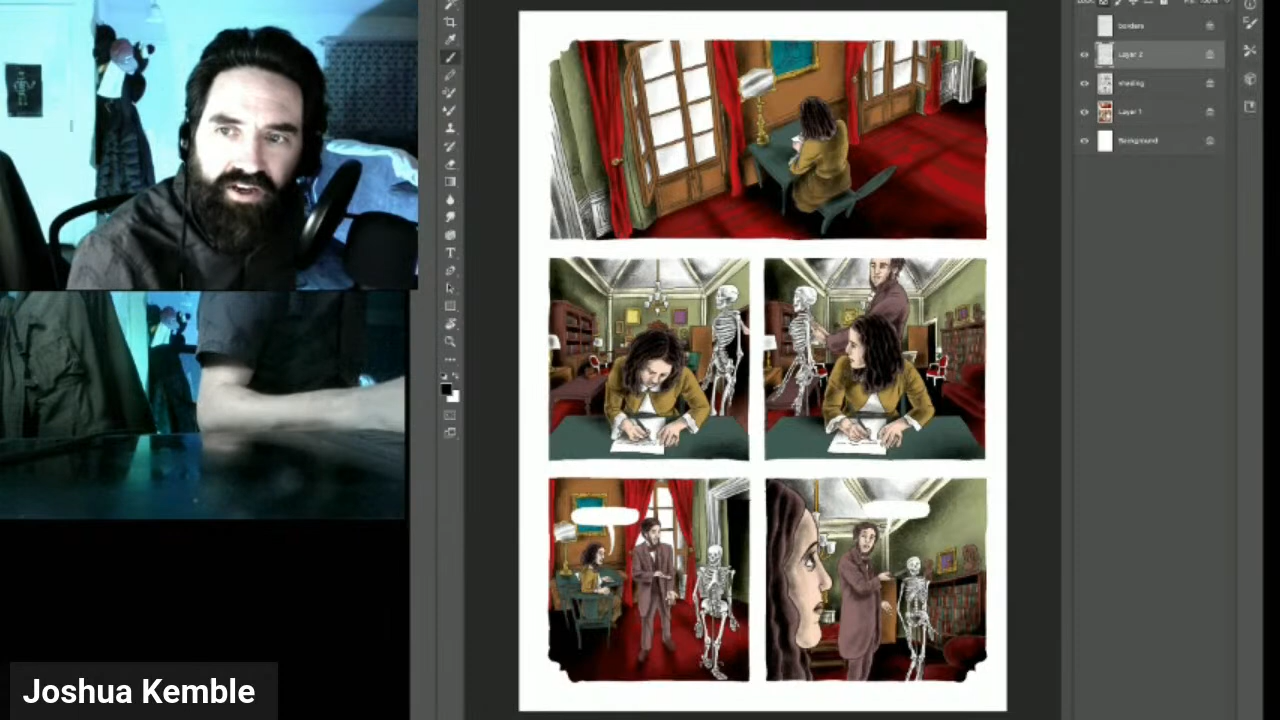 borders
Layer 2
shading
Layer 1
Background
Joshua Kemble